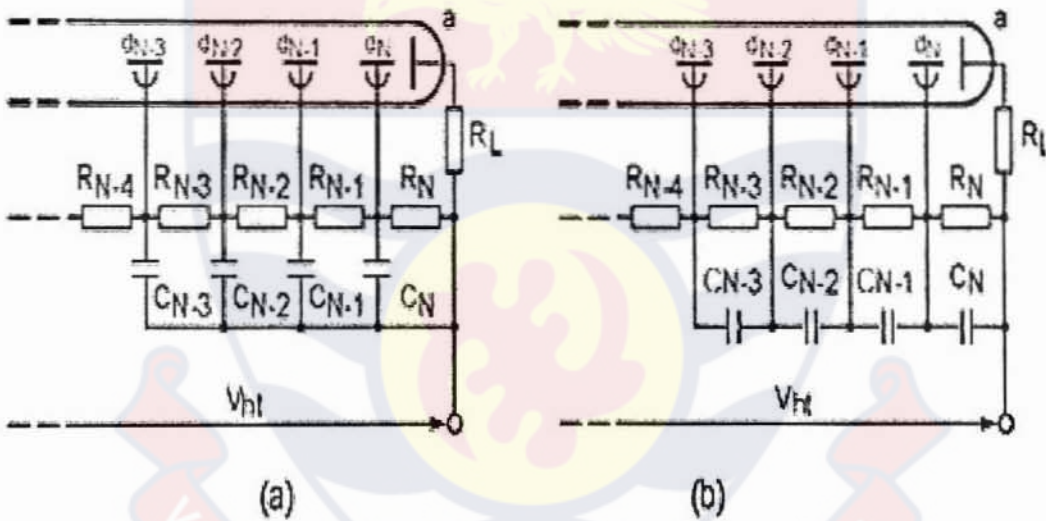 a
dN-3 dN-2 dN-1 dN
RL
RN-4 RN-3 RN-2 RN-1 RN
CN-3 CN-2 CN-1 CN
Vht
(a)
a
dN-3 dN-2 dN-1 dN
RL
RN-4 RN-3 RN-2 RN-1 RN
CN-3 CN-2 CN-1 CN
Vht
(b)